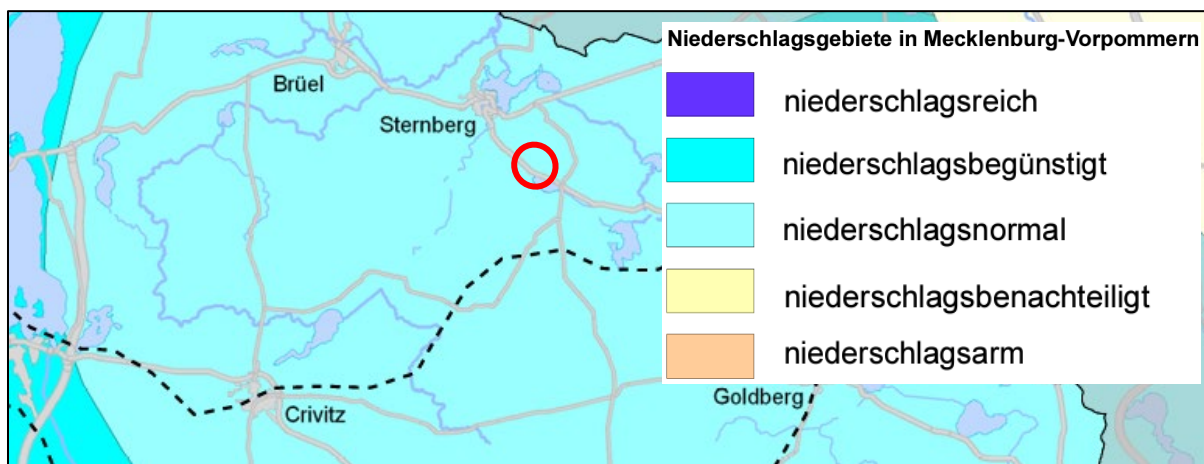 Niederschlagsgebiete in Mecklenburg-Vorpommern
niederschlagsreich
niederschlagsbegünstigt
niederschlagsnormal
niederschlagsbenachteiligt
niederschlagsarm
Brüel
Sternberg
Goldberg
Crivitz